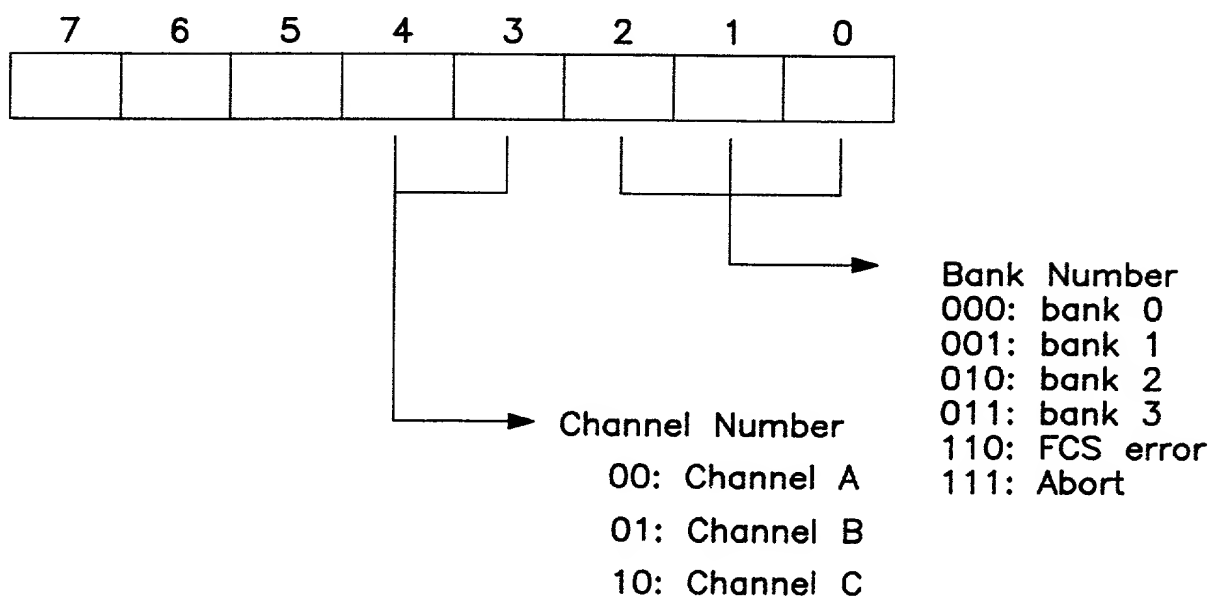 7 6 5 4 3 2 1 0
Bank Number
000: bank 0
001: bank 1
010: bank 2
011: bank 3
110: FCS error
111: Abort
Channel Number
00: Channel A
01: Channel B
10: Channel C